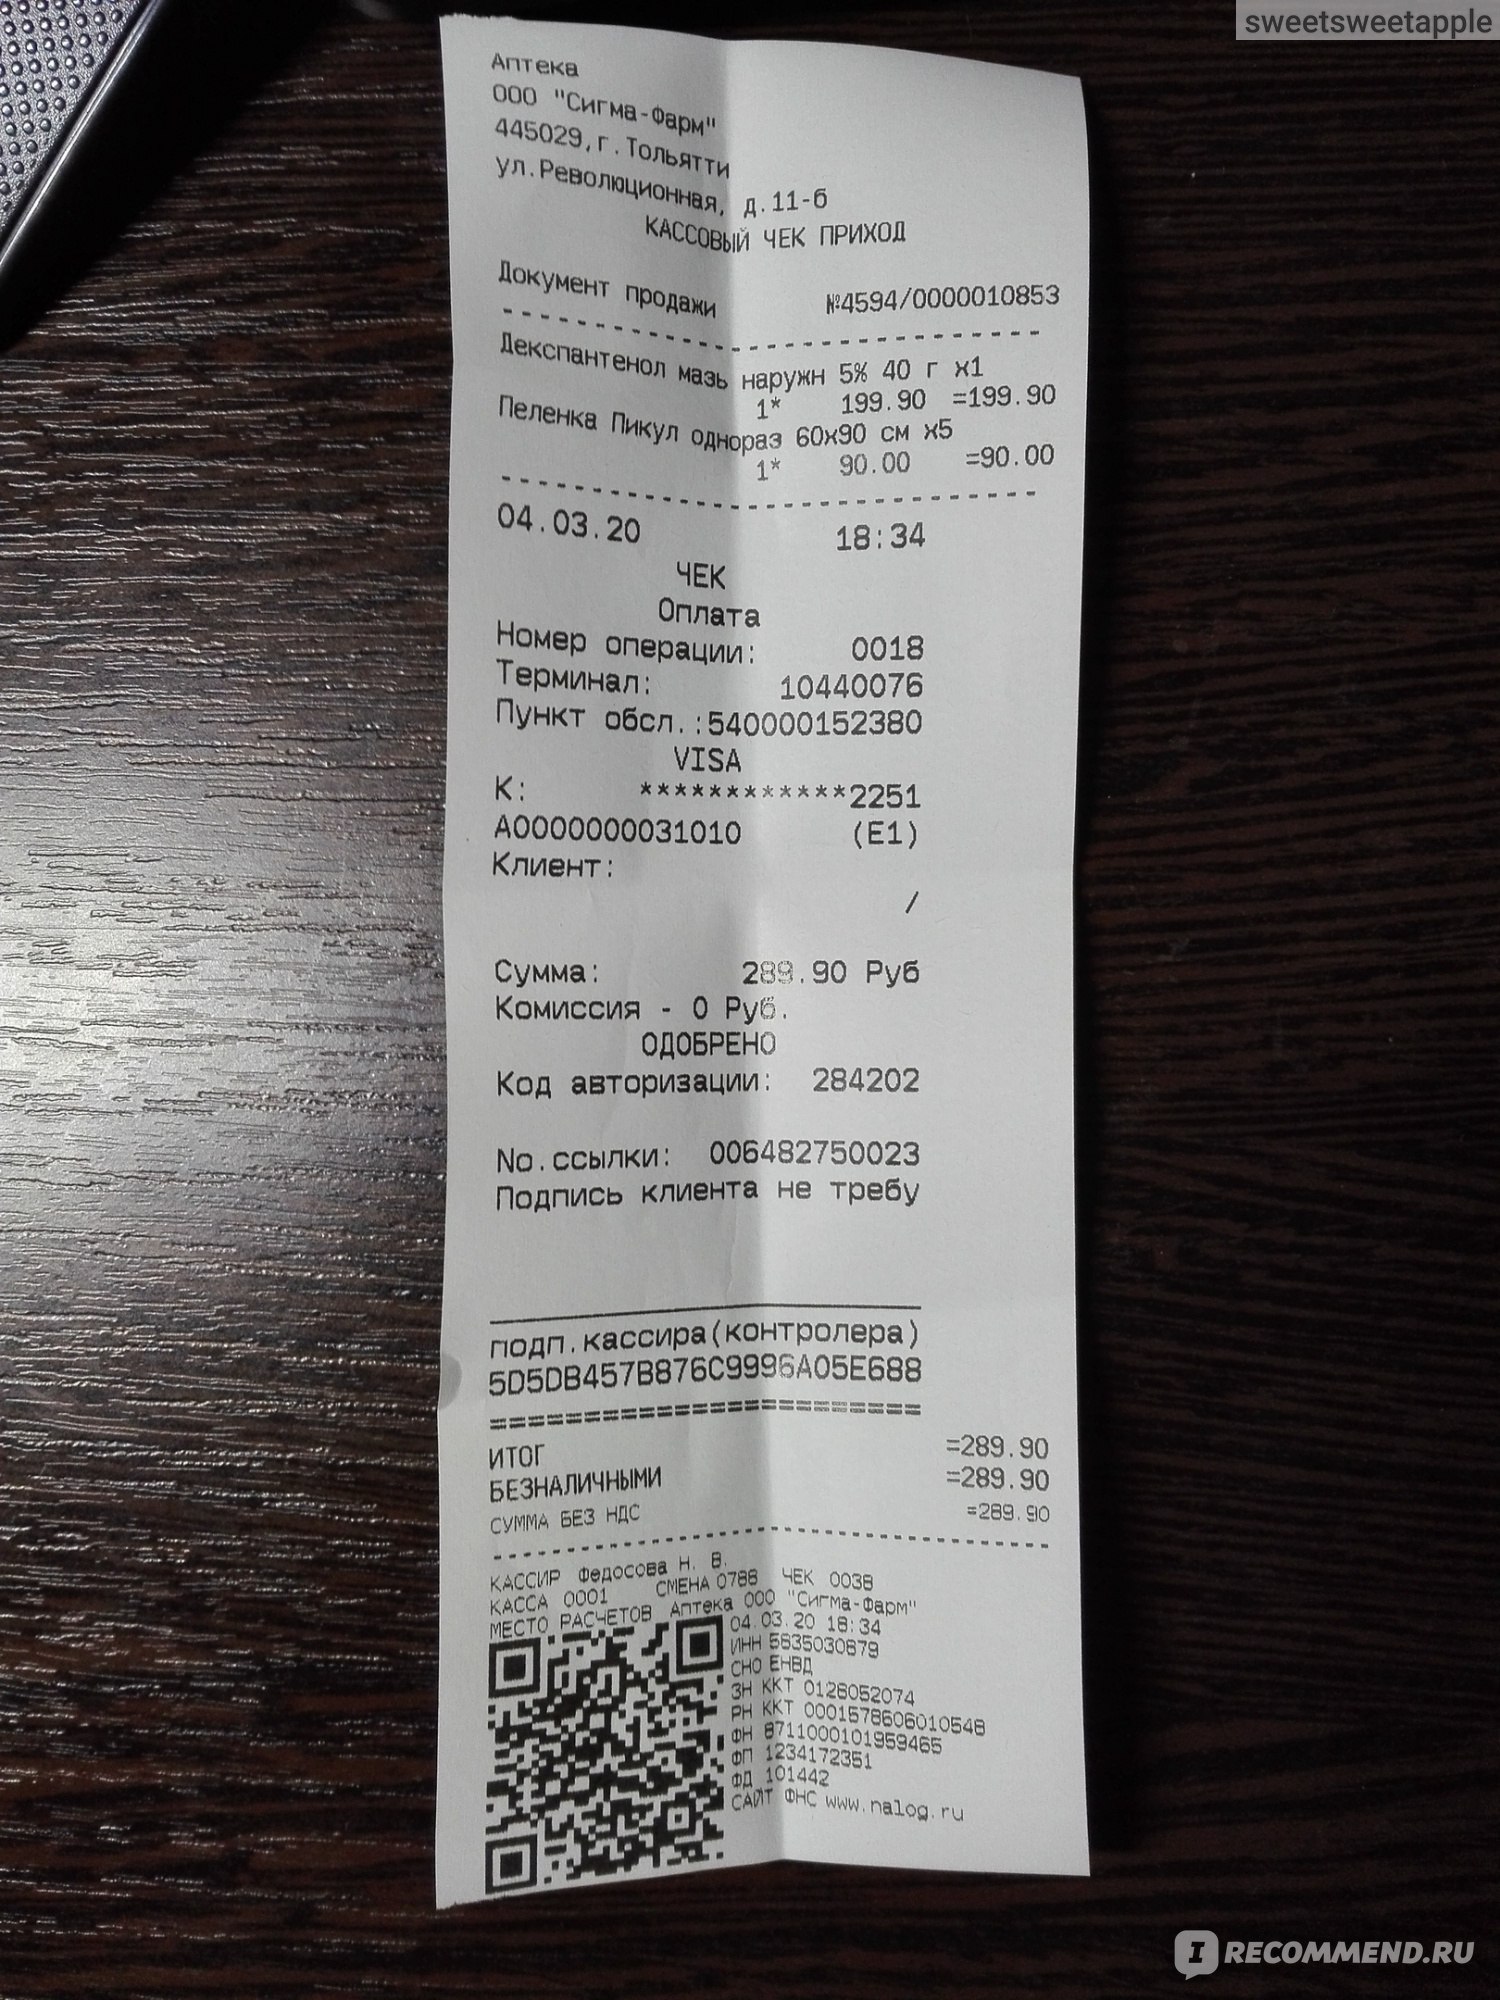 sweetsweetapple
Аптека
ООО "Сигма-Фарм"
445029,г.Тольятти
ул.Революционная, д.11-б
КАССОВЫЙ ЧЕК ПРИХОД
Документ продажи №4594/0000010853
Декспантенол мазь наружн 5% 40 г х1
1* 199.90 =199.90
Пеленка Пикул однораз 60х90 см х5
1* 90.00 =90.00
04.03.20 18:34
ЧЕК
Оплата
Номер операции: 0018
Терминал: 10440076
Пункт обсл.:540000152380
VISA
К: ************2251
A0000000031010 (E1)
Клиент:
/
Сумма: 289.90 Руб
Комиссия - 0 Руб.
ОДОБРЕНО
Код авторизации: 284202
No.ссылки: 006482750023
Подпись клиента не требу
подп.кассира(контролера)
5D5DB457B876C9996A05E688
========================
ИТОГ =289.90
БЕЗНАЛИЧНЫМИ =289.90
СУММА БЕЗ НДС =289.90
КАССИР Федосова Н. В.
КАССА 0001 СМЕНА 0788 ЧЕК 0038
МЕСТО РАСЧЕТОВ Аптека ООО "Сигма-Фарм"
04.03.20 18:34
ИНН 5635030879
СНО ЕНВД
ЗН ККТ 0126052074
РН ККТ 0001578606010548
ФН 8711000101959465
ФП 1234172351
ФД 101442
САЙТ ФНС www.nalog.ru
I RECOMMEND.RU